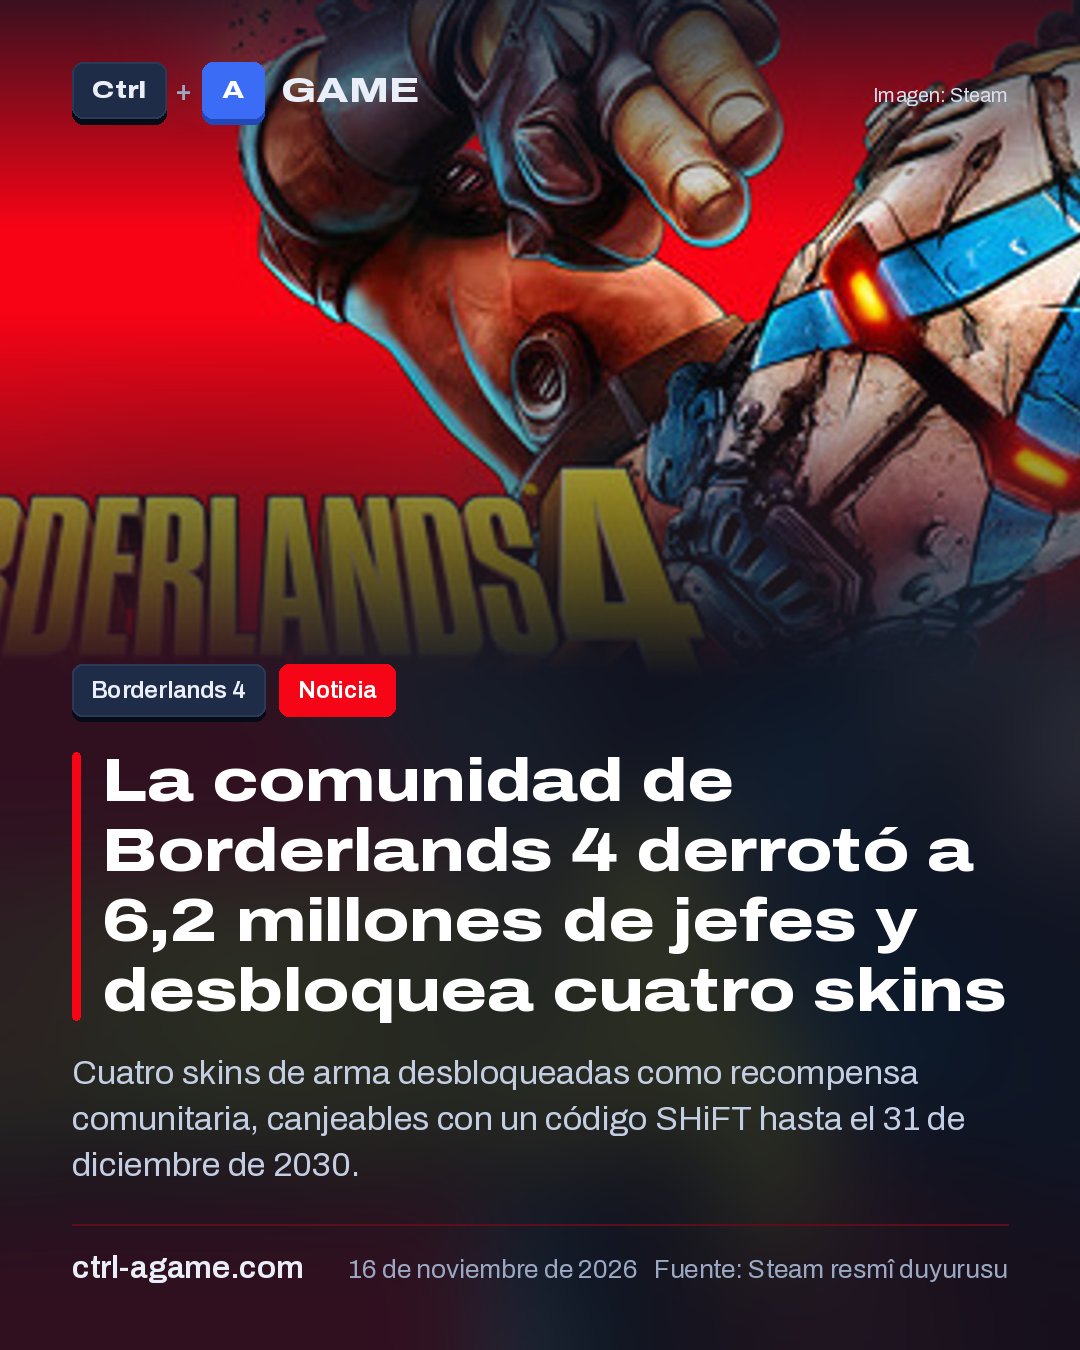 Ctrl + A GAME
Imagen: Steam
RDERLANDS 4
Borderlands 4
Noticia
La comunidad de
Borderlands 4 derrotó a
6,2 millones de jefes y
desbloquea cuatro skins
Cuatro skins de arma desbloqueadas como recompensa
comunitaria, canjeables con un código SHiFT hasta el 31 de
diciembre de 2030.
ctrl-agame.com
16 de noviembre de 2026 Fuente: Steam resmî duyurusu